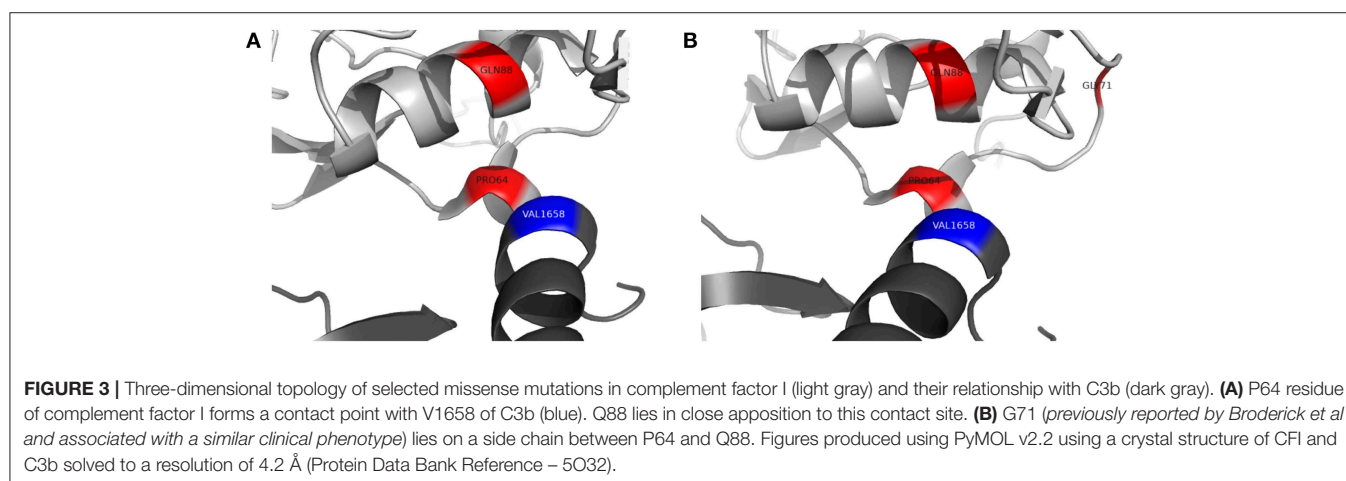 A
B
GLN88
GLN88
GLY71
PRO64
PRO64
VAL1658
VAL1658
FIGURE 3 | Three-dimensional topology of selected missense mutations in complement factor I (light gray) and their relationship with C3b (dark gray). (A) P64 residue
of complement factor I forms a contact point with V1658 of C3b (blue). Q88 lies in close apposition to this contact site. (B) G71 (previously reported by Broderick et al
and associated with a similar clinical phenotype) lies on a side chain between P64 and Q88. Figures produced using PyMOL v2.2 using a crystal structure of CFI and
C3b solved to a resolution of 4.2 Å (Protein Data Bank Reference – 5O32).